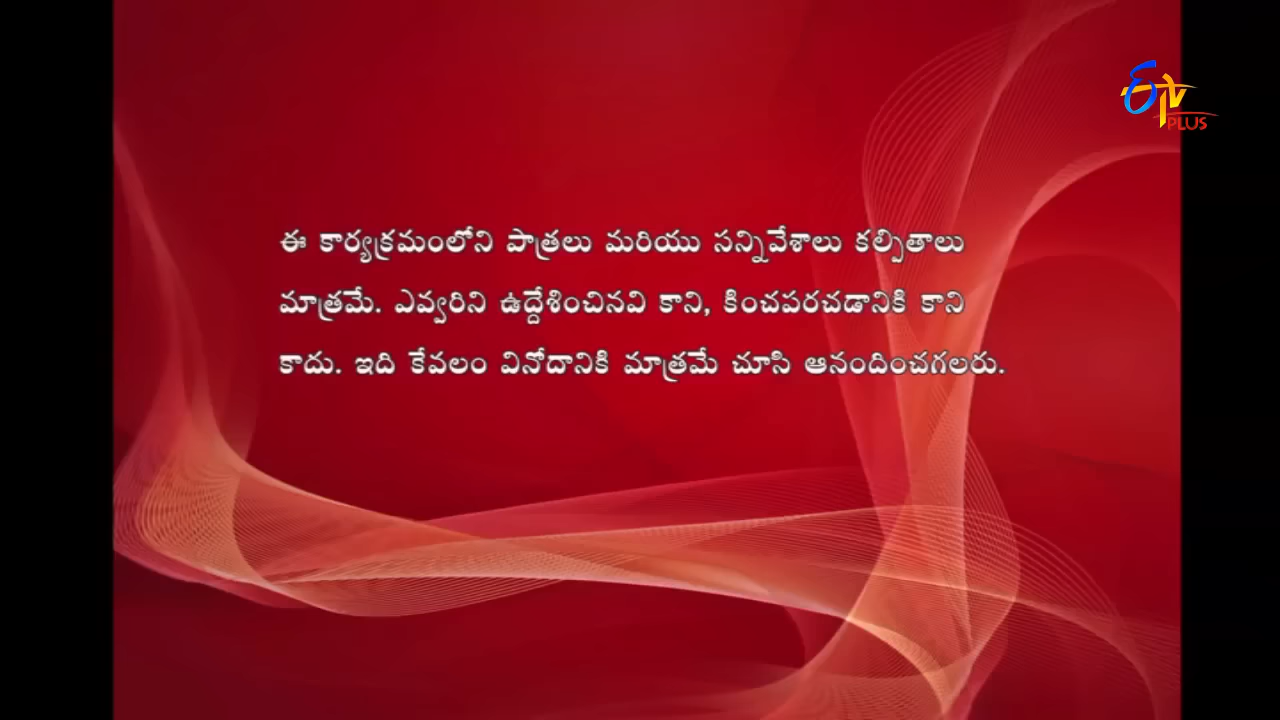 ETV
PLUS
ఈ కార్యక్రమంలోని పాత్రలు మరియు సన్నివేశాలు కల్పితాలు
మాత్రమే. ఎవ్వరిని ఉద్దేశించినవి కాని, కించపరచడానికి కాని
కాదు. ఇది కేవలం వినోదానికి మాత్రమే చూసి ఆనందించగలరు.